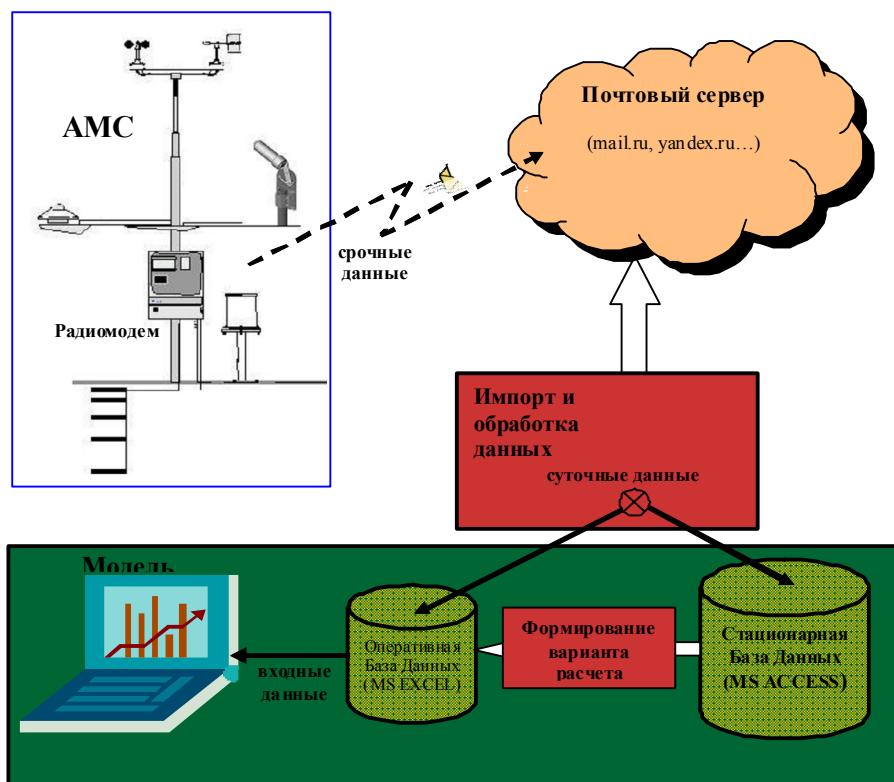 АМС
Почтовый сервер
(mail.ru, yandex.ru…)
срочные
данные
Радиомодем
Импорт и
обработка
данных
суточные данные
Модель
входные
данные
Оперативная
База Данных
(MS EXCEL)
Формирование
варианта
расчета
Стационарная
База Данных
(MS ACCESS)